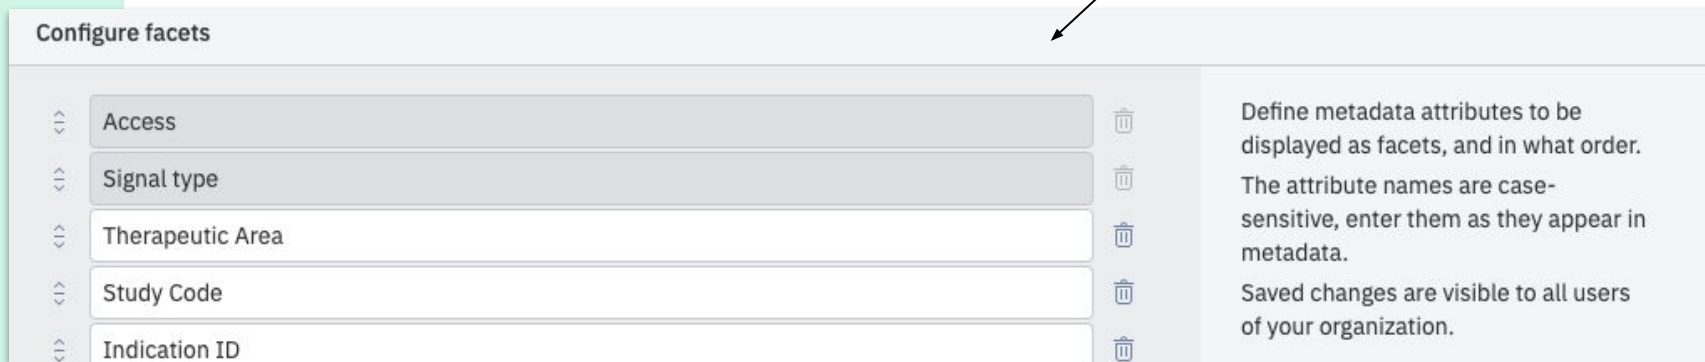 Configure facets
Access
Signal type
Therapeutic Area
Study Code
Indication ID
Define metadata attributes to be
displayed as facets, and in what order.
The attribute names are case-
sensitive, enter them as they appear in
metadata.
Saved changes are visible to all users
of your organization.